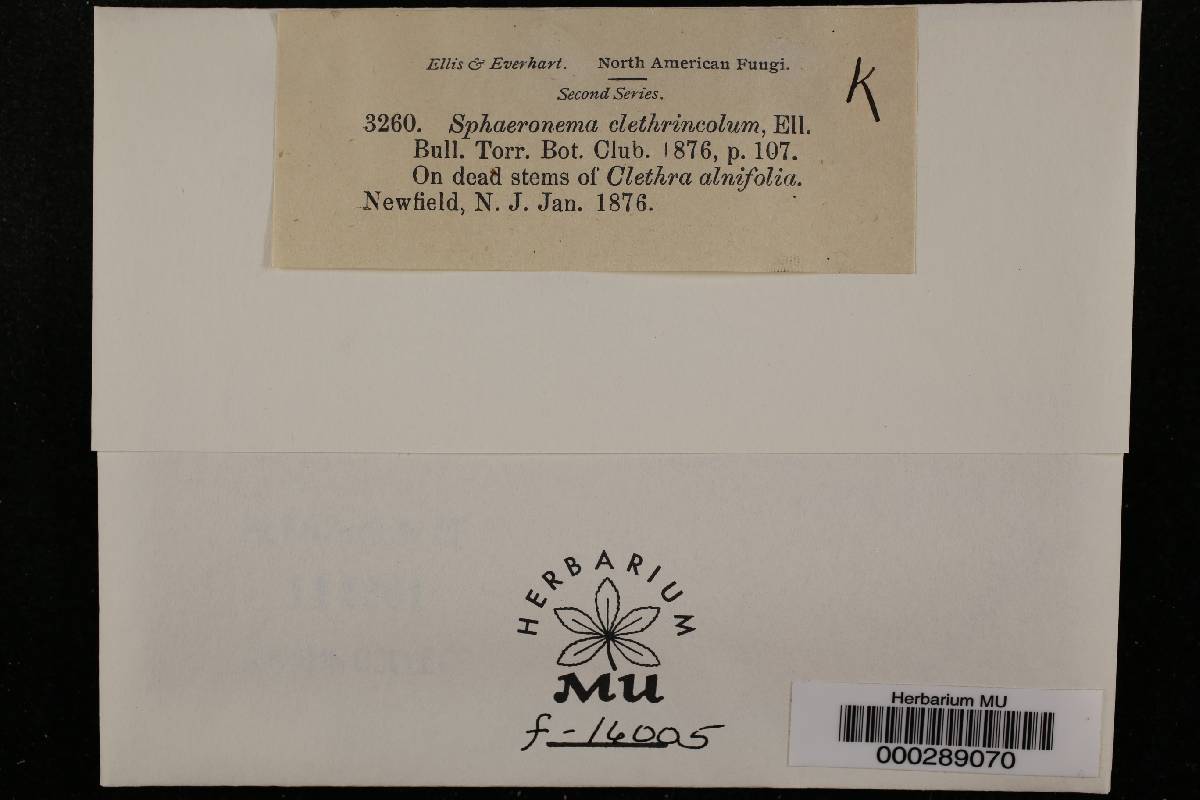 Ellis & Everhart. North American Fungi.
Second Series.
K
3260. Sphaeronema clethrincolum, Ell.
Bull. Torr. Bot. Club. 1876, p. 107.
On dead stems of Clethra alnifolia.
Newfield, N. J. Jan. 1876.
HERBARIUM
MU
f-14005
Herbarium MU
000289070